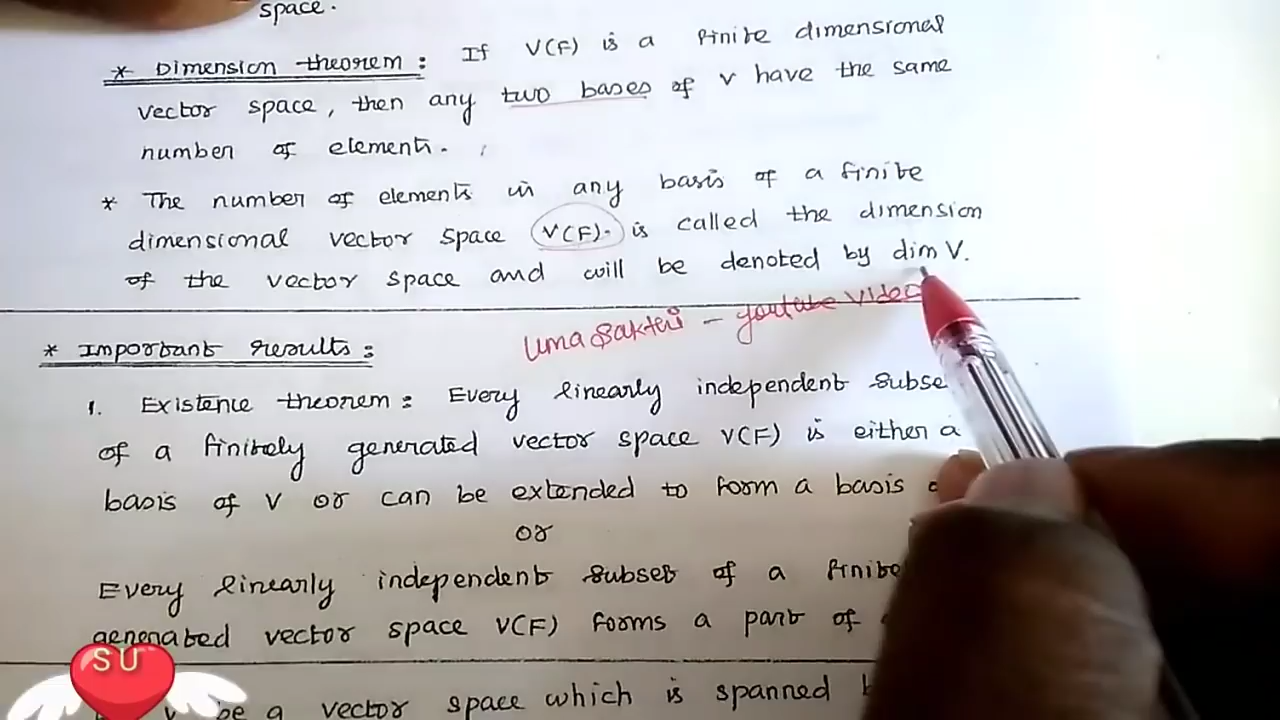 space.
* Dimension theorem: If V(F) is a finite dimensional
vector space, then any two bases of V have the same
number of elements.
* The number of elements in any basis of a finite
dimensional vector space V(F). is called the dimension
of the vector space and will be denoted by dim V.
- youtube video
* Important results:
1. Existence theorem: Every linearly independent subse
of a finitely generated vector space V(F) is either a
basis of V or can be extended to form a basis
or
Every linearly independent subset of a finite
generated vector space V(F) forms a part of
be a vector space which is spanned
SU